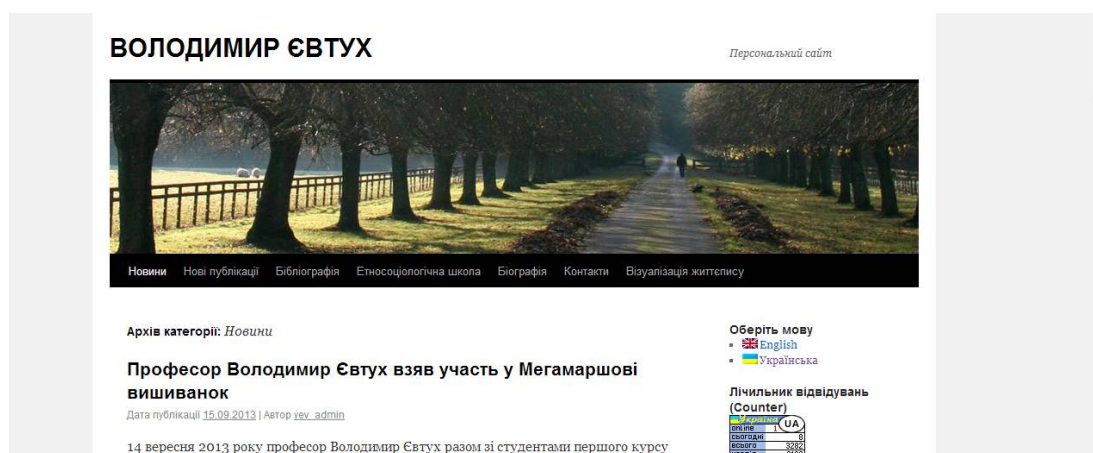 ВОЛОДИМИР ЄВТУХ
Персональний сайт
Новини Нові публікації Бібліографія Етносоціологічна школа Біографія Контакти Візуалізація життєпису
Архів категорії: Новини
Професор Володимир Євтух взяв участь у Мегамаршові
вишиванок
Дата публікації 15.09.2013 | Автор yev_admin
14 вересня 2013 року професор Володимир Євтух разом зі студентами першого курсу
Оберіть мову
English
Українська
Лічильник відвідувань
(Counter)
Україна
UA
online 1
сьогодні 8
всього 3282